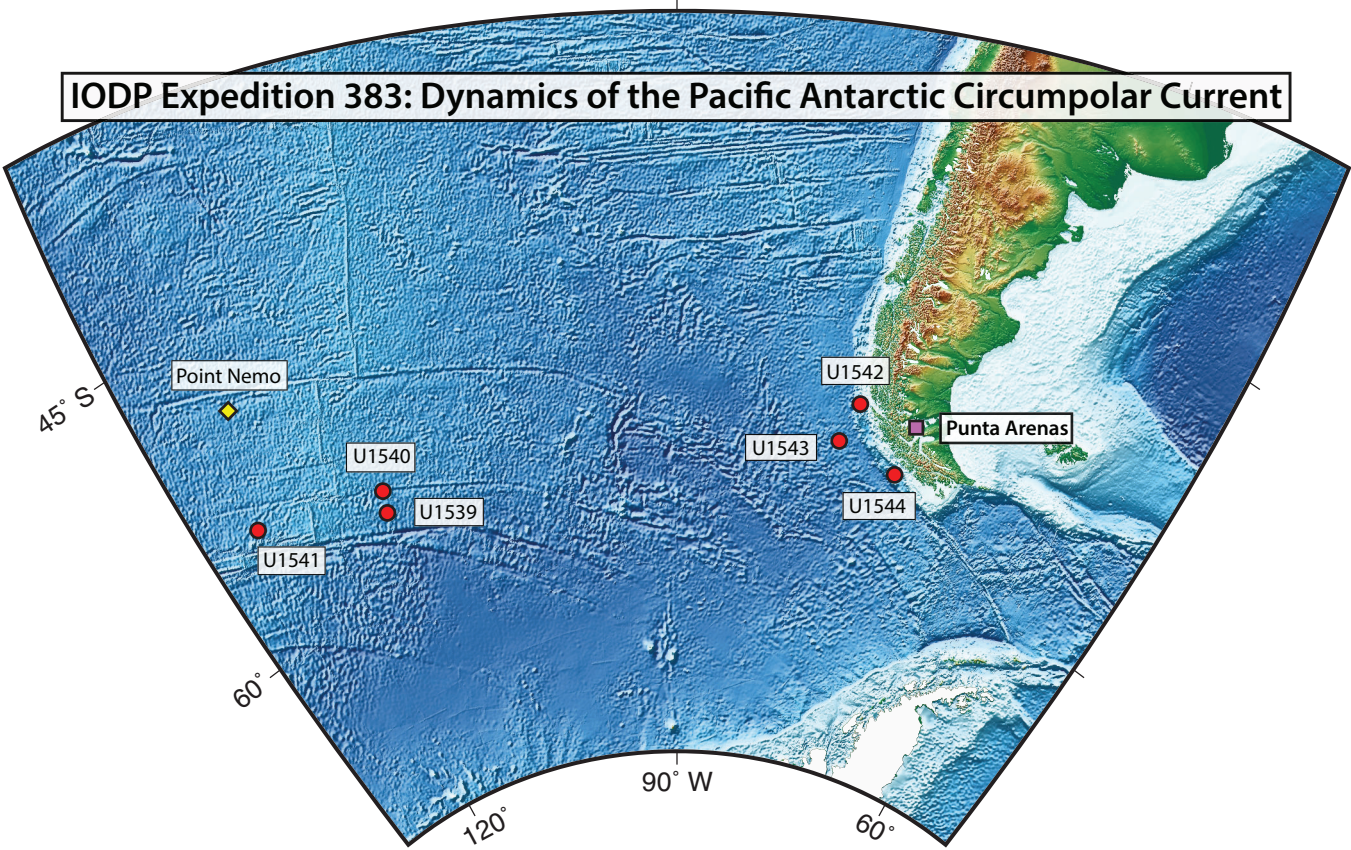 IODP Expedition 383: Dynamics of the Pacific Antarctic Circumpolar Current
Point Nemo
U1542
45° S
Punta Arenas
U1543
U1540
U1544
U1539
U1541
60°
90° W
120°
60°